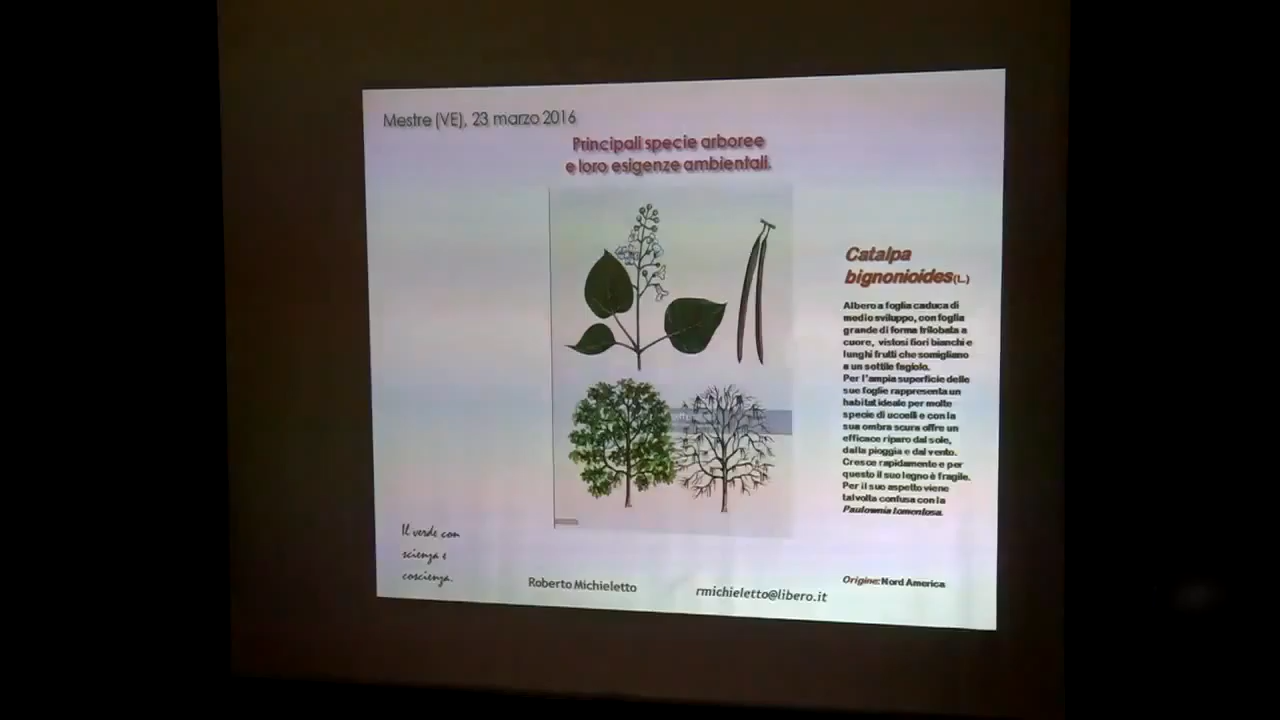 Mestre (VE), 23 marzo 2016
Principali specie arboree
e loro esigenze ambientali.
Catalpa
bignonioides (L.)
Albero a foglia caduca di
medio sviluppo, con foglia
grande di forma trilobata a
cuore, vistosi fiori bianchi e
lunghi frutti che somigliano
a un sottile fagiolo.
Per l'ampia superficie delle
sue foglie rappresenta un
habitat ideale per molte
specie di uccelli e con la
sua ombra scura offre un
efficace riparo dal sole,
dalla pioggia e dal vento.
Cresce rapidamente e per
questo il suo legno è fragile.
Per il suo aspetto viene
talvolta confusa con la
Paulownia tomentosa.
Origine: Nord America
Il verde con
scienza e
coscienza.
Roberto Michieletto
rmichieletto@libero.it